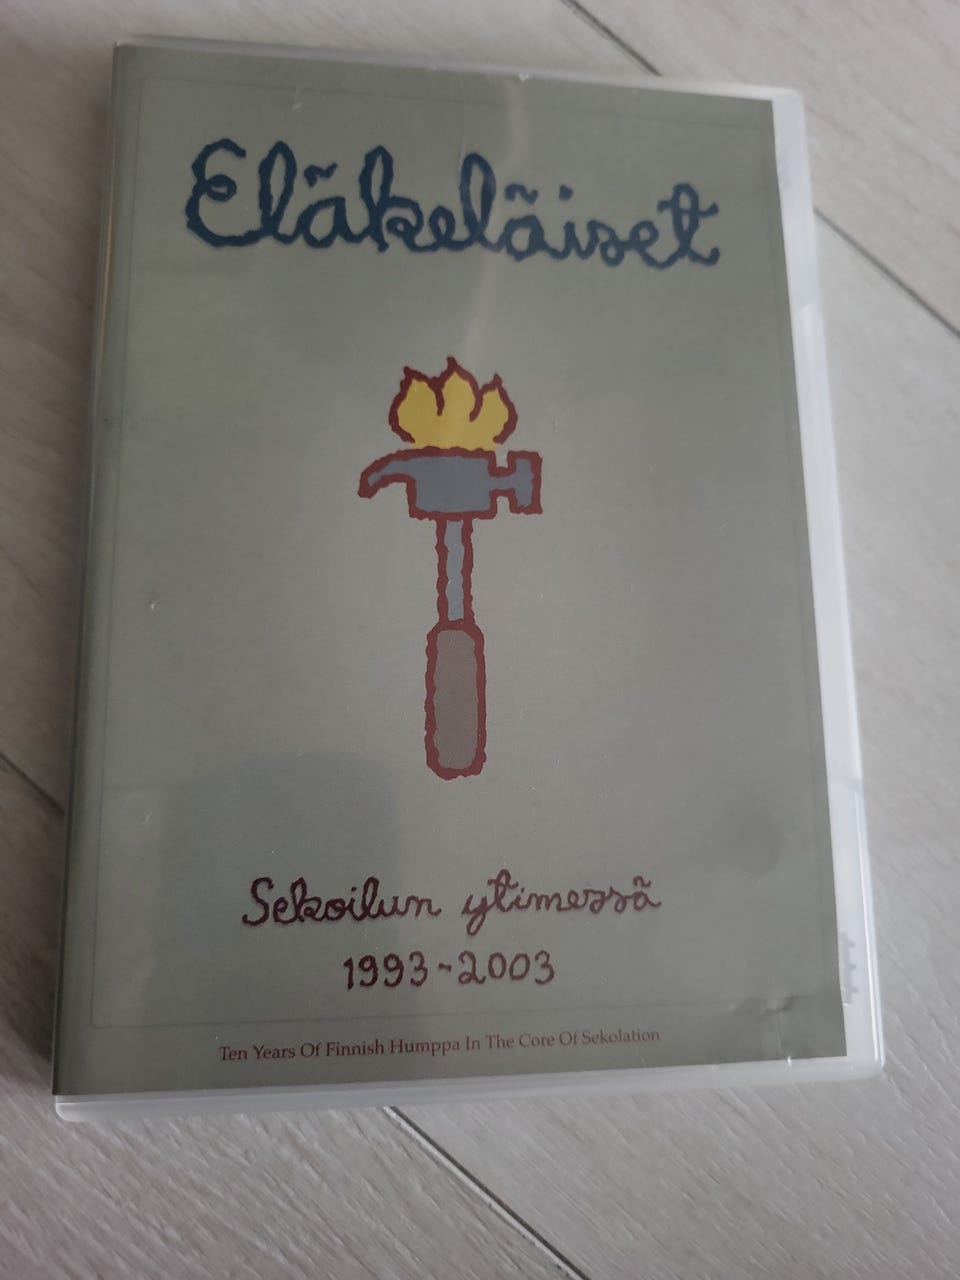 Eläkeläiset
Sekoilun ytimessä
1993-2003
Ten Years Of Finnish Humppa In The Core Of Sekolation